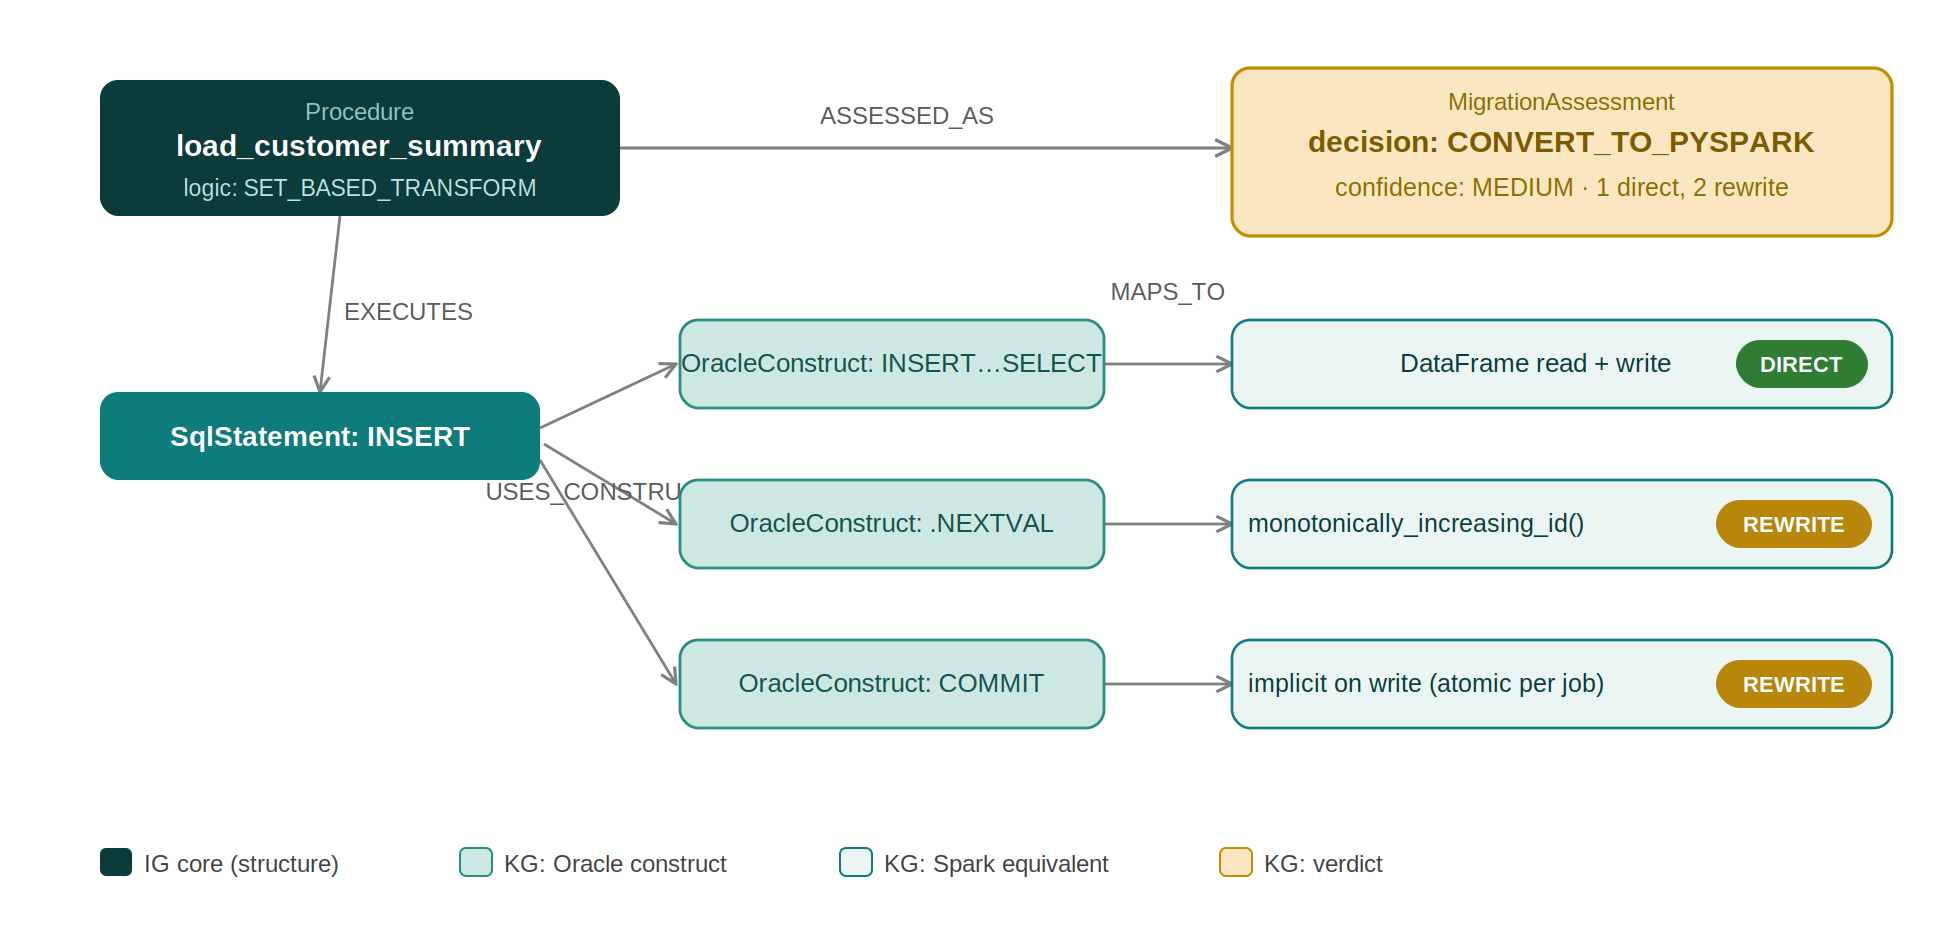 Procedure
load_customer_summary
logic: SET_BASED_TRANSFORM
ASSESSED_AS
MigrationAssessment
decision: CONVERT_TO_PYSPARK
confidence: MEDIUM · 1 direct, 2 rewrite
EXECUTES
MAPS_TO
OracleConstruct: INSERT…SELECT
DataFrame read + write
DIRECT
SqlStatement: INSERT
USES_CONSTRU
OracleConstruct: .NEXTVAL
monotonically_increasing_id()
REWRITE
OracleConstruct: COMMIT
implicit on write (atomic per job)
REWRITE
IG core (structure)
KG: Oracle construct
KG: Spark equivalent
KG: verdict